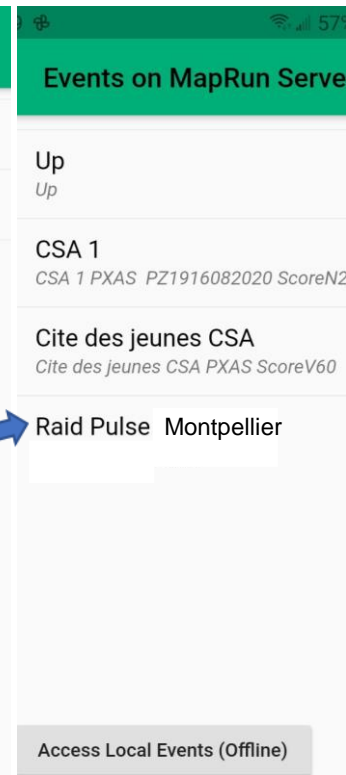 57%
Events on MapRun Serve
Up
Up
CSA 1
CSA 1 PXAS PZ1916082020 ScoreN2
Cite des jeunes CSA
Cite des jeunes CSA PXAS ScoreV60
Raid Pulse Montpellier
Access Local Events (Offline)